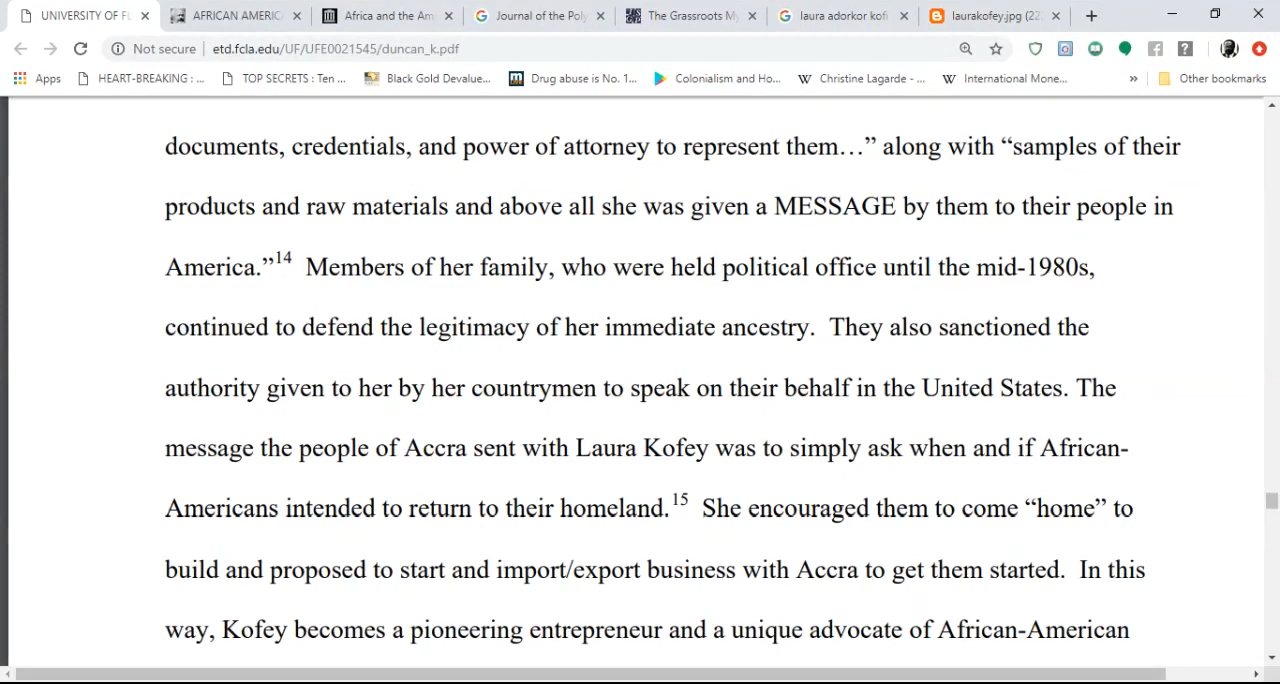 UNIVERSITY OF FL
AFRICAN AMERIC
Africa and the Am
Journal of the Poly
The Grassroots My
laura adorkor kofi
laurakofey.jpg (22
Not secure | etd.fcla.edu/UF/UFE0021545/duncan_k.pdf
Apps HEART-BREAKING : ... TOP SECRETS : Ten ... Black Gold Devalue... Drug abuse is No. 1... Colonialism and Ho... Christine Lagarde - ... International Mone... » Other bookmarks
documents, credentials, and power of attorney to represent them…” along with “samples of their
products and raw materials and above all she was given a MESSAGE by them to their people in
America.”14 Members of her family, who were held political office until the mid-1980s,
continued to defend the legitimacy of her immediate ancestry. They also sanctioned the
authority given to her by her countrymen to speak on their behalf in the United States. The
message the people of Accra sent with Laura Kofey was to simply ask when and if African-
Americans intended to return to their homeland.15 She encouraged them to come “home” to
build and proposed to start and import/export business with Accra to get them started. In this
way, Kofey becomes a pioneering entrepreneur and a unique advocate of African-American